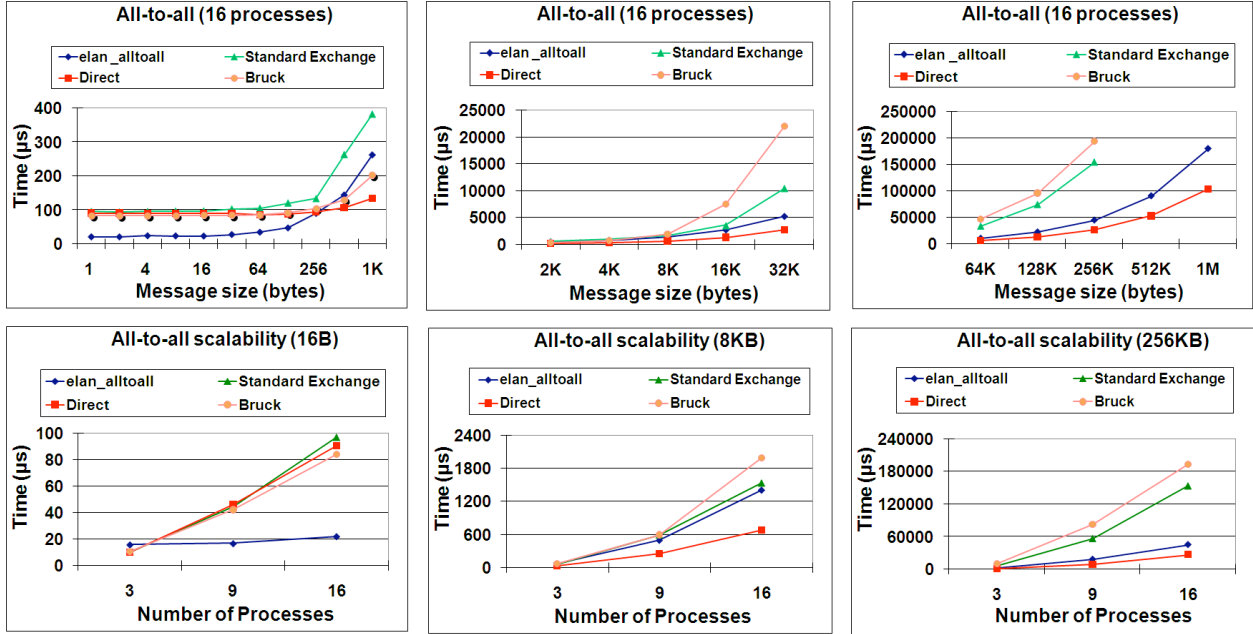 All-to-all (16 processes)
elan _alltoall
Standard Exchange
Direct
Bruck
Time (µs)
400
300
200
100
0
1
4
16
64
256
1K
Message size (bytes)
All-to-all (16 processes)
elan_alltoall
Standard Exchange
Direct
Bruck
Time (µs)
25000
20000
15000
10000
5000
0
2K
4K
8K
16K
32K
Message size (bytes)
All-to-all (16 processes)
elan_alltoall
Standard Exchange
Direct
Bruck
Time (µs)
250000
200000
150000
100000
50000
0
64K
128K
256K
512K
1M
Message size (bytes)
All-to-all scalability (16B)
elan_alltoall
Standard Exchange
Direct
Bruck
Time (µs)
100
80
60
40
20
0
3
9
16
Number of Processes
All-to-all scalability (8KB)
elan_alltoall
Standard Exchange
Direct
Bruck
Time (µs)
2400
1800
1200
600
0
3
9
16
Number of Processes
All-to-all scalability (256KB)
elan_alltoall
Standard Exchange
Direct
Bruck
Time (µs)
240000
180000
120000
60000
0
3
9
16
Number of Processes